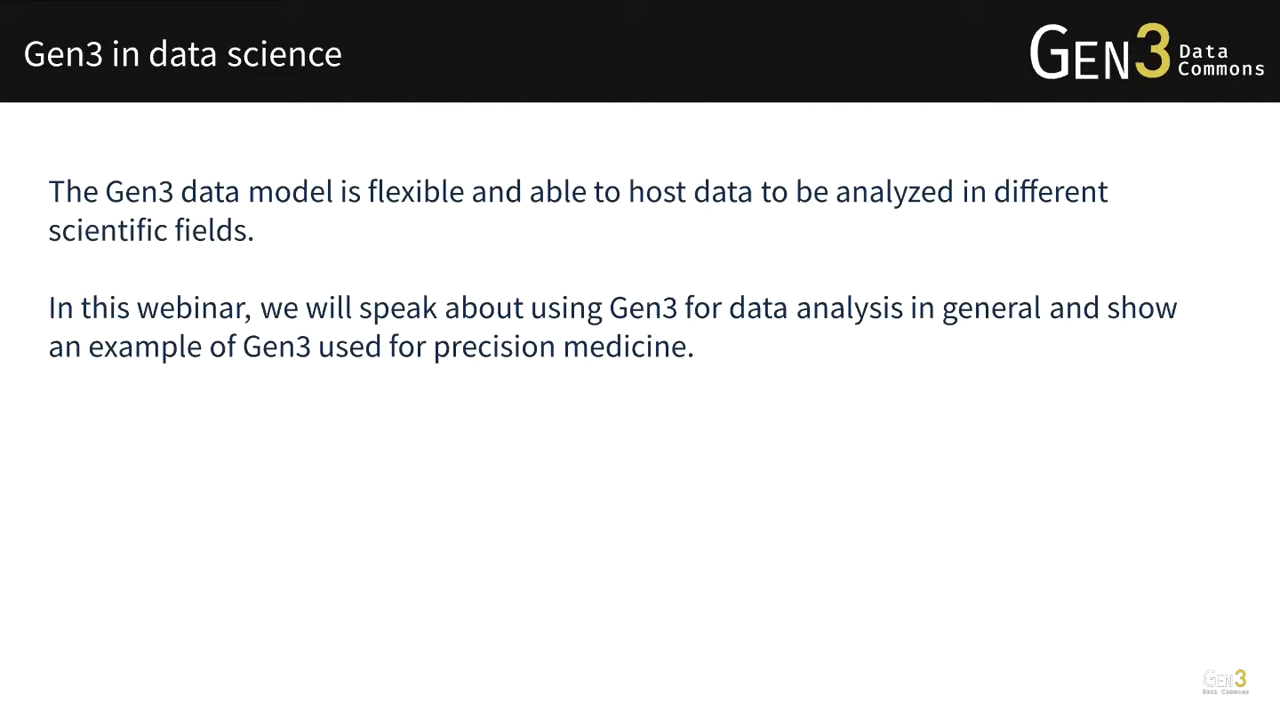 Gen3 in data science
GEN3 Data
Commons
The Gen3 data model is flexible and able to host data to be analyzed in different
scientific fields.
In this webinar, we will speak about using Gen3 for data analysis in general and show
an example of Gen3 used for precision medicine.
GEN3
Data Commons